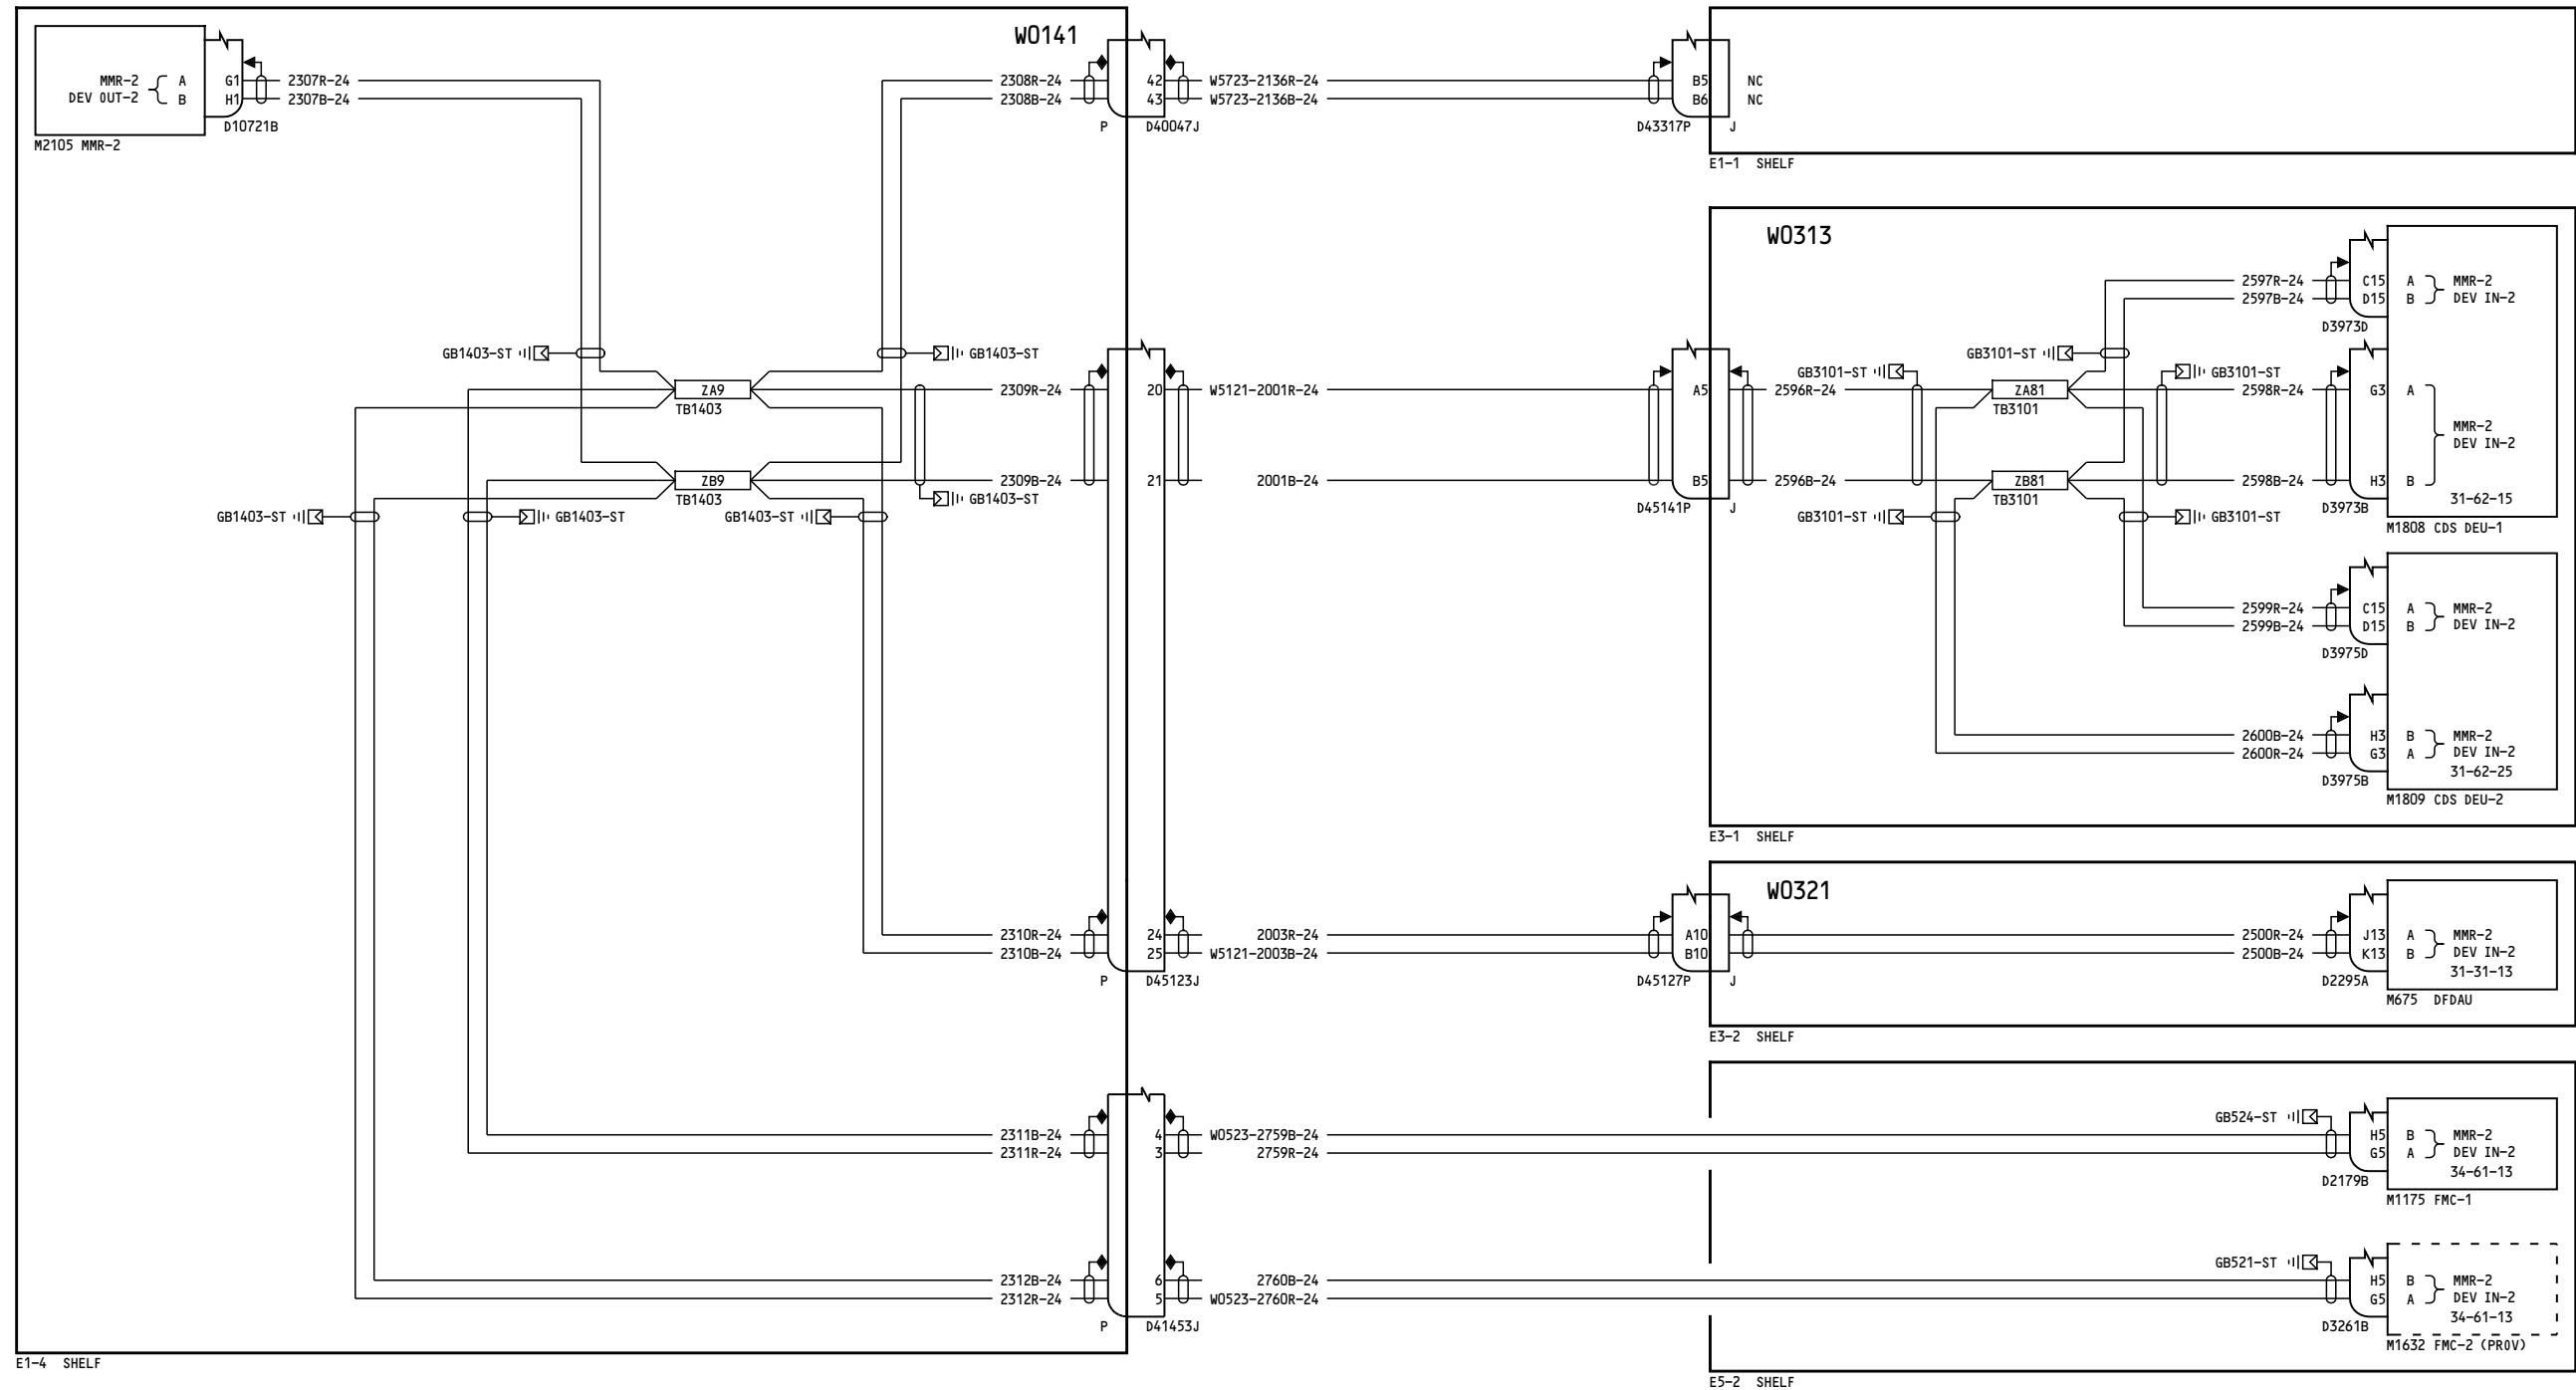 W0141
MMR-2
DEV OUT-2
A
B
G1
H1
2307R-24
2307B-24
D10721B
M2105 MMR-2
2308R-24
2308B-24
42
43
P
D40047J
W5723-2136R-24
W5723-2136B-24
B5
B6
NC
NC
D43317P
J
E1-1 SHELF
W0313
GB1403-ST
GB1403-ST
ZA9
TB1403
ZB9
TB1403
GB1403-ST
GB1403-ST
GB1403-ST
GB1403-ST
2309R-24
2309B-24
20
21
W5121-2001R-24
2001B-24
A5
B5
D45141P
J
2596R-24
2596B-24
GB3101-ST
GB3101-ST
GB3101-ST
GB3101-ST
GB3101-ST
ZA81
TB3101
ZB81
TB3101
2597R-24
2597B-24
C15
D15
A
B
MMR-2
DEV IN-2
D3973D
2598R-24
2598B-24
G3
H3
A
B
MMR-2
DEV IN-2
31-62-15
D3973B
M1808 CDS DEU-1
2599R-24
2599B-24
C15
D15
A
B
MMR-2
DEV IN-2
D3975D
2600B-24
2600R-24
H3
G3
B
A
MMR-2
DEV IN-2
31-62-25
D3975B
M1809 CDS DEU-2
E3-1 SHELF
W0321
2310R-24
2310B-24
24
25
P
D45123J
2003R-24
W5121-2003B-24
A10
B10
D45127P
J
2500R-24
2500B-24
J13
K13
A
B
MMR-2
DEV IN-2
31-31-13
D2295A
M675 DFDAU
E3-2 SHELF
2311B-24
2311R-24
4
3
W0523-2759B-24
2759R-24
GB524-ST
H5
G5
B
A
MMR-2
DEV IN-2
34-61-13
D2179B
M1175 FMC-1
2312B-24
2312R-24
6
5
P
D41453J
2760B-24
W0523-2760R-24
GB521-ST
H5
G5
B
A
MMR-2
DEV IN-2
34-61-13
D3261B
M1632 FMC-2 (PROV)
E1-4 SHELF
E5-2 SHELF